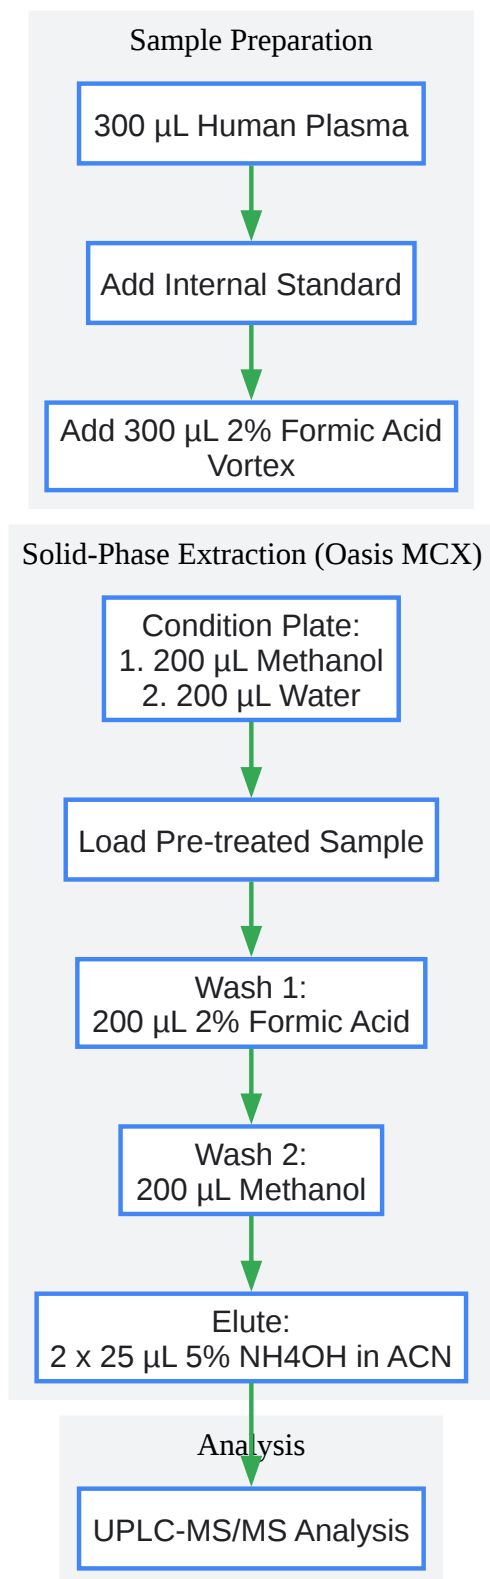 Sample Preparation
300 µL Human Plasma
Add Internal Standard
Add 300 µL 2% Formic Acid
Vortex
Solid-Phase Extraction (Oasis MCX)
Condition Plate:
1. 200 µL Methanol
2. 200 µL Water
Load Pre-treated Sample
Wash 1:
200 µL 2% Formic Acid
Wash 2:
200 µL Methanol
Elute:
2 x 25 µL 5% NH4OH in ACN
Analysis
UPLC-MS/MS Analysis